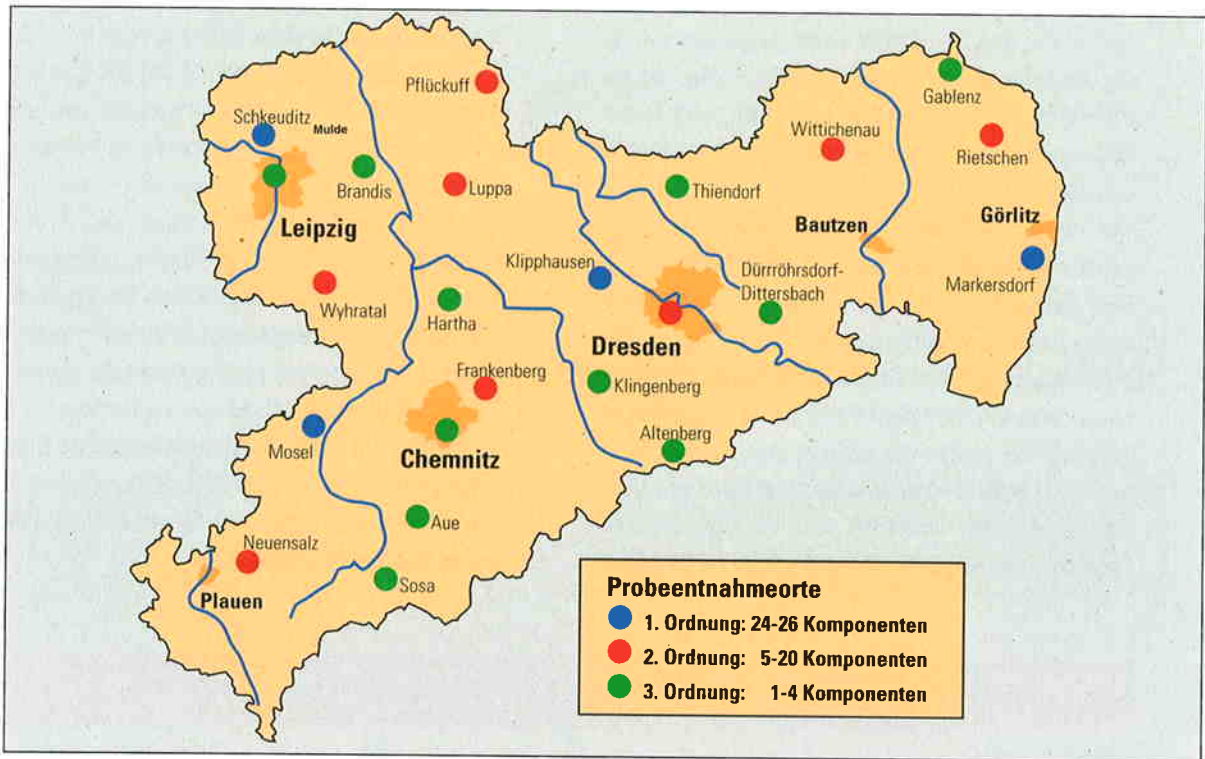 Pflückuff
Gablenz
Schkeuditz
Mulde
Wittichenau
Rietschen
Brandis
Luppa
Thiendorf
Leipzig
Bautzen
Görlitz
Klipphausen
Dürrröhrsdorf-
Dittersbach
Markersdorf
Wyhratal
Hartha
Dresden
Frankenberg
Klingenberg
Mosel
Chemnitz
Altenberg
Aue
Neuensalz
Sosa
Plauen
Probeentnahmeorte
1. Ordnung: 24-26 Komponenten
2. Ordnung: 5-20 Komponenten
3. Ordnung: 1-4 Komponenten